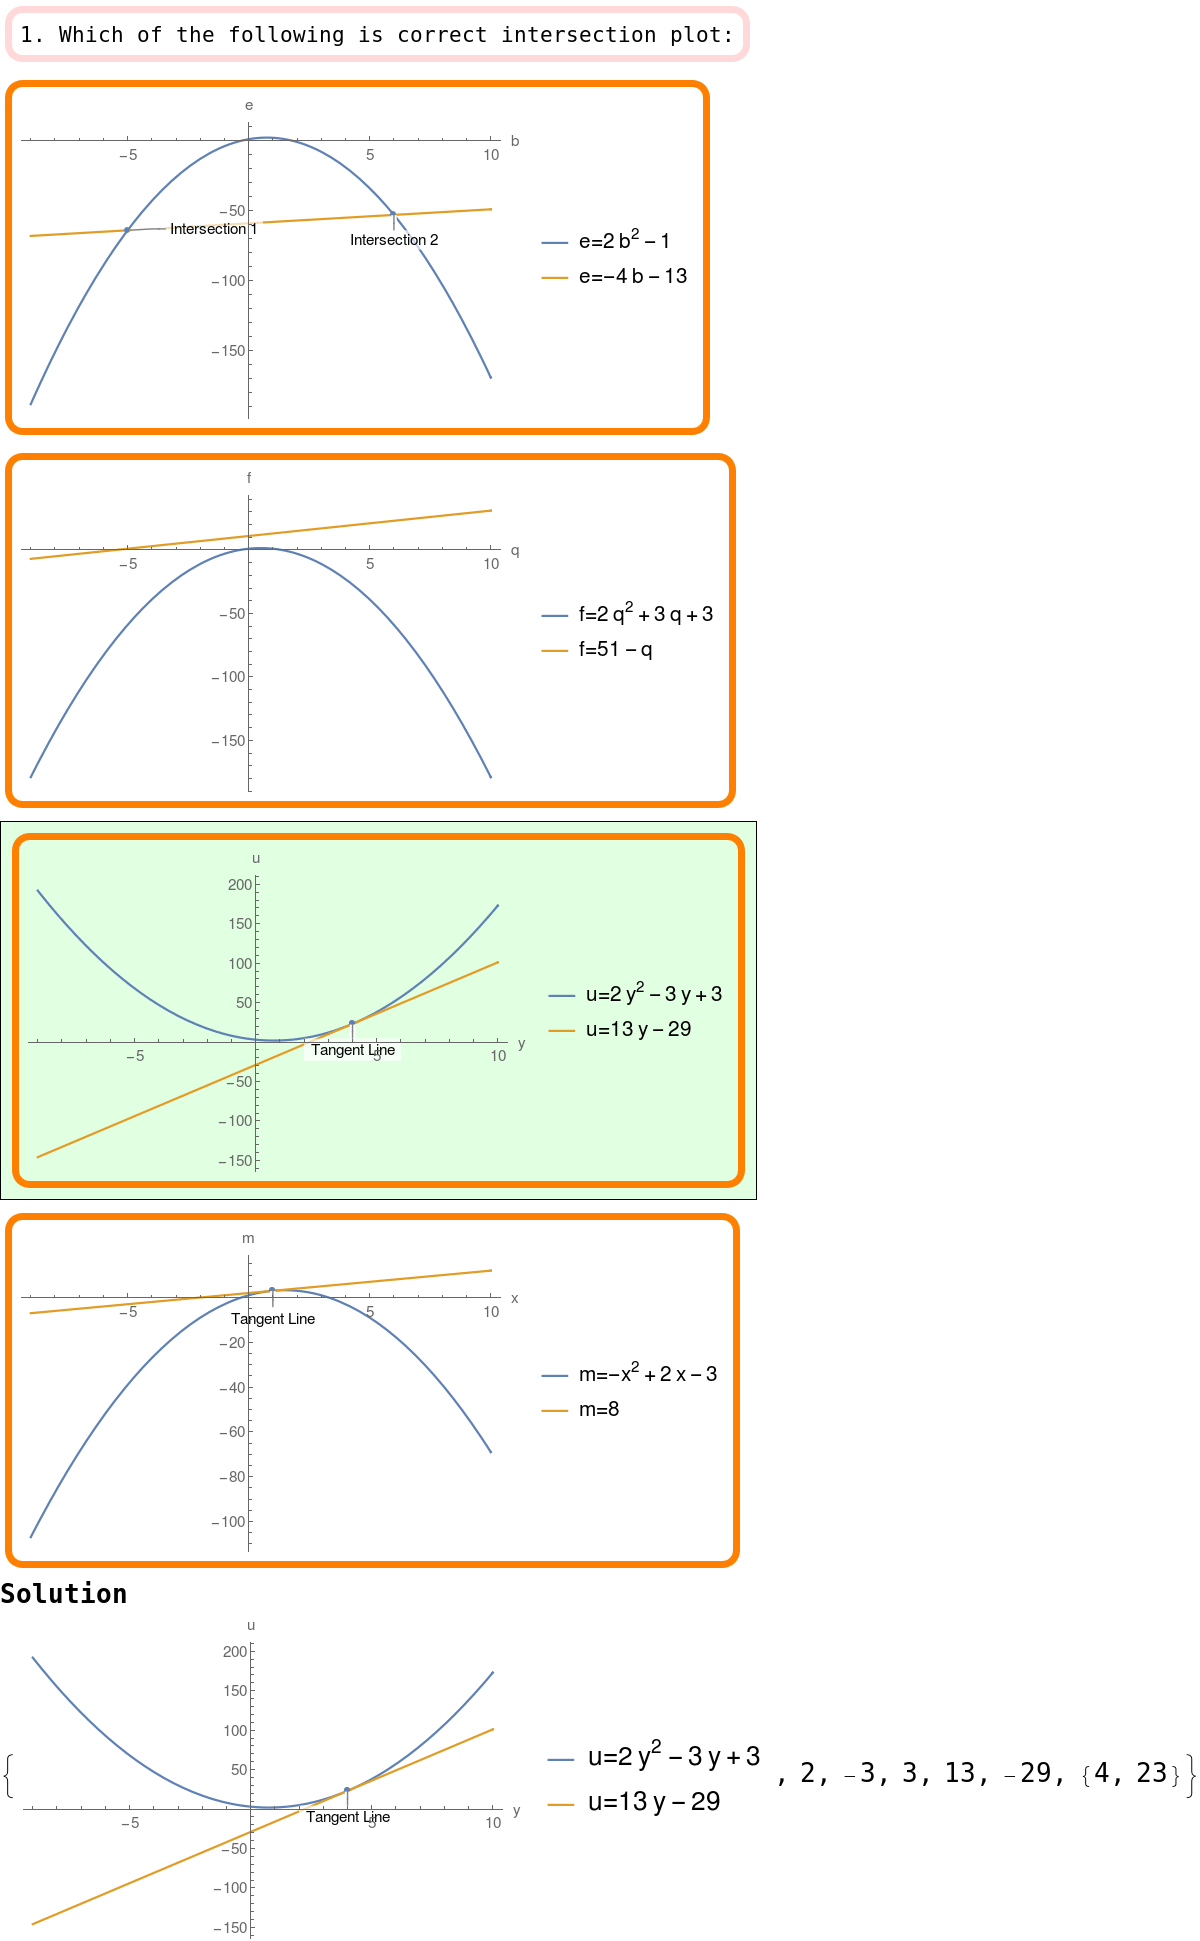 1. Which of the following is correct intersection plot:
e
b
−5
5
10
−50
−100
−150
Intersection 1
Intersection 2
e=2 b² − 1
e=−4 b − 13
f
q
−5
5
10
−50
−100
−150
f=2 q² + 3 q + 3
f=51 − q
u
200
150
100
50
y
−5
5
10
Tangent Line
−50
−100
−150
u=2 y² − 3 y + 3
u=13 y − 29
m
x
−5
5
10
Tangent Line
−20
−40
−60
−80
−100
m=−x² + 2 x − 3
m=8
Solution
u
200
150
100
50
y
−5
5
10
Tangent Line
−50
−100
−150
u=2 y² − 3 y + 3
u=13 y − 29
{ , 2, −3, 3, 13, −29, {4, 23}}